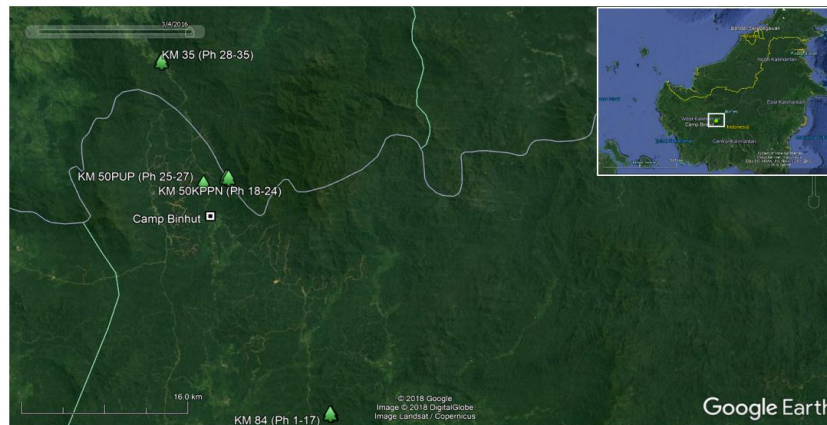 3/4/2016
KM 35 (Ph 28-35)
KM 50PUP (Ph 25-27)
KM 50KPPN (Ph 18-24)
Camp Binhut
16.0 km
KM 84 (Ph 1-17)
© 2018 Google
Image © 2018 DigitalGlobe
Image Landsat / Copernicus
Google Earth
North Kalimantan
East Kalimantan
Camp Binhut
Indonesia
Central Kalimantan